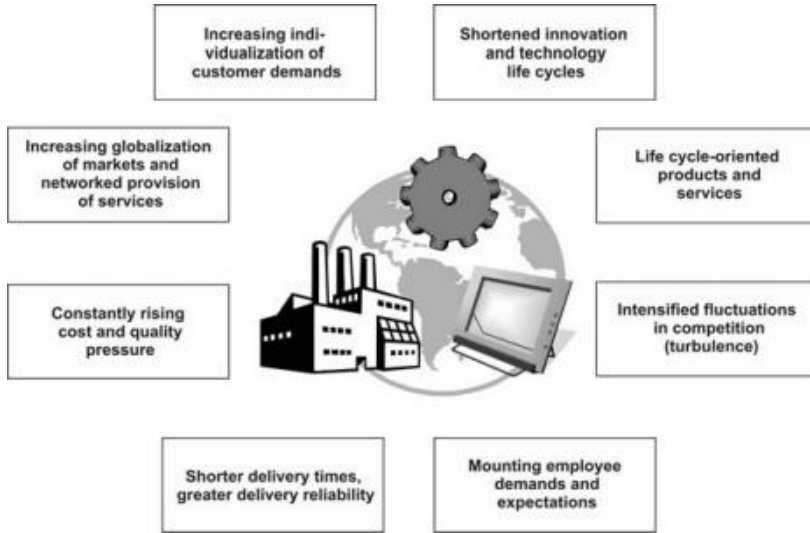 Increasing indi-
vidualization of
customer demands
Shortened innovation
and technology
life cycles
Increasing globalization
of markets and
networked provision
of services
Life cycle-oriented
products and
services
Constantly rising
cost and quality
pressure
Intensified fluctuations
in competition
(turbulence)
Shorter delivery times,
greater delivery reliability
Mounting employee
demands and
expectations